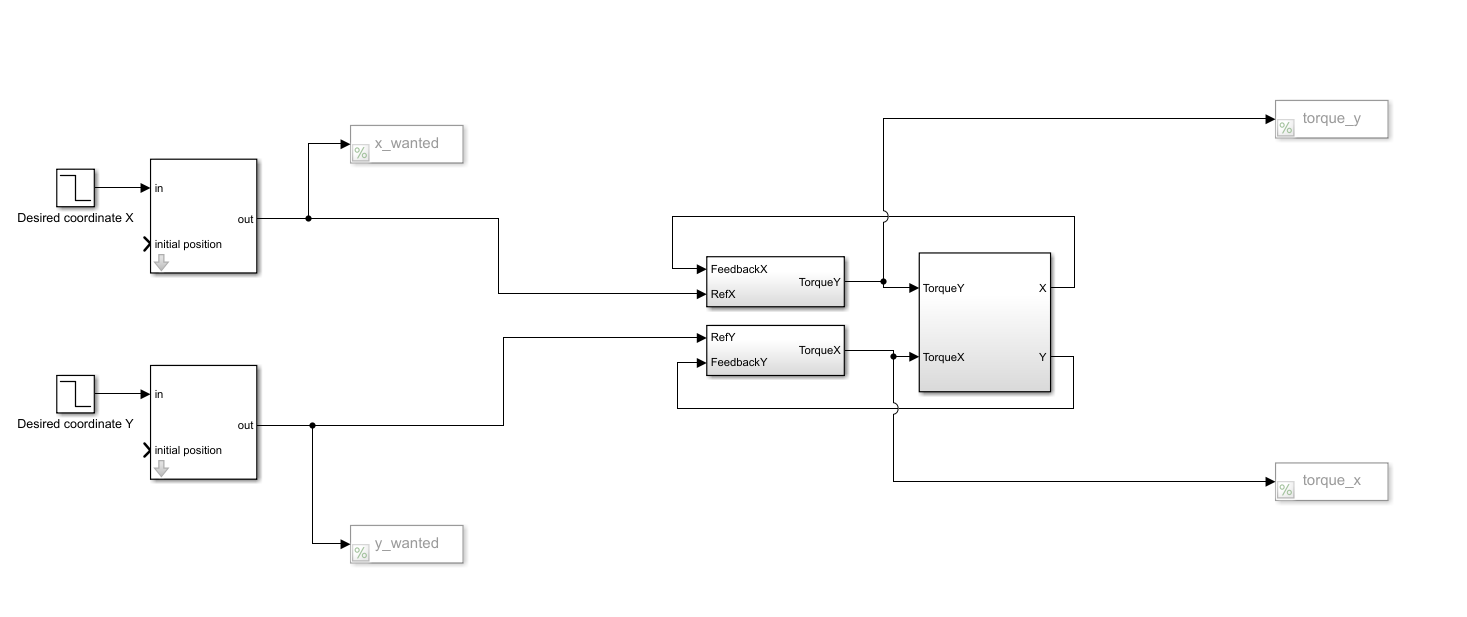 torque_y
x_wanted
in
Desired coordinate X
out
initial position
FeedbackX
TorqueY
RefX
TorqueY
X
RefY
TorqueX
FeedbackY
TorqueX
Y
in
Desired coordinate Y
out
initial position
torque_x
y_wanted
%
%
%
%